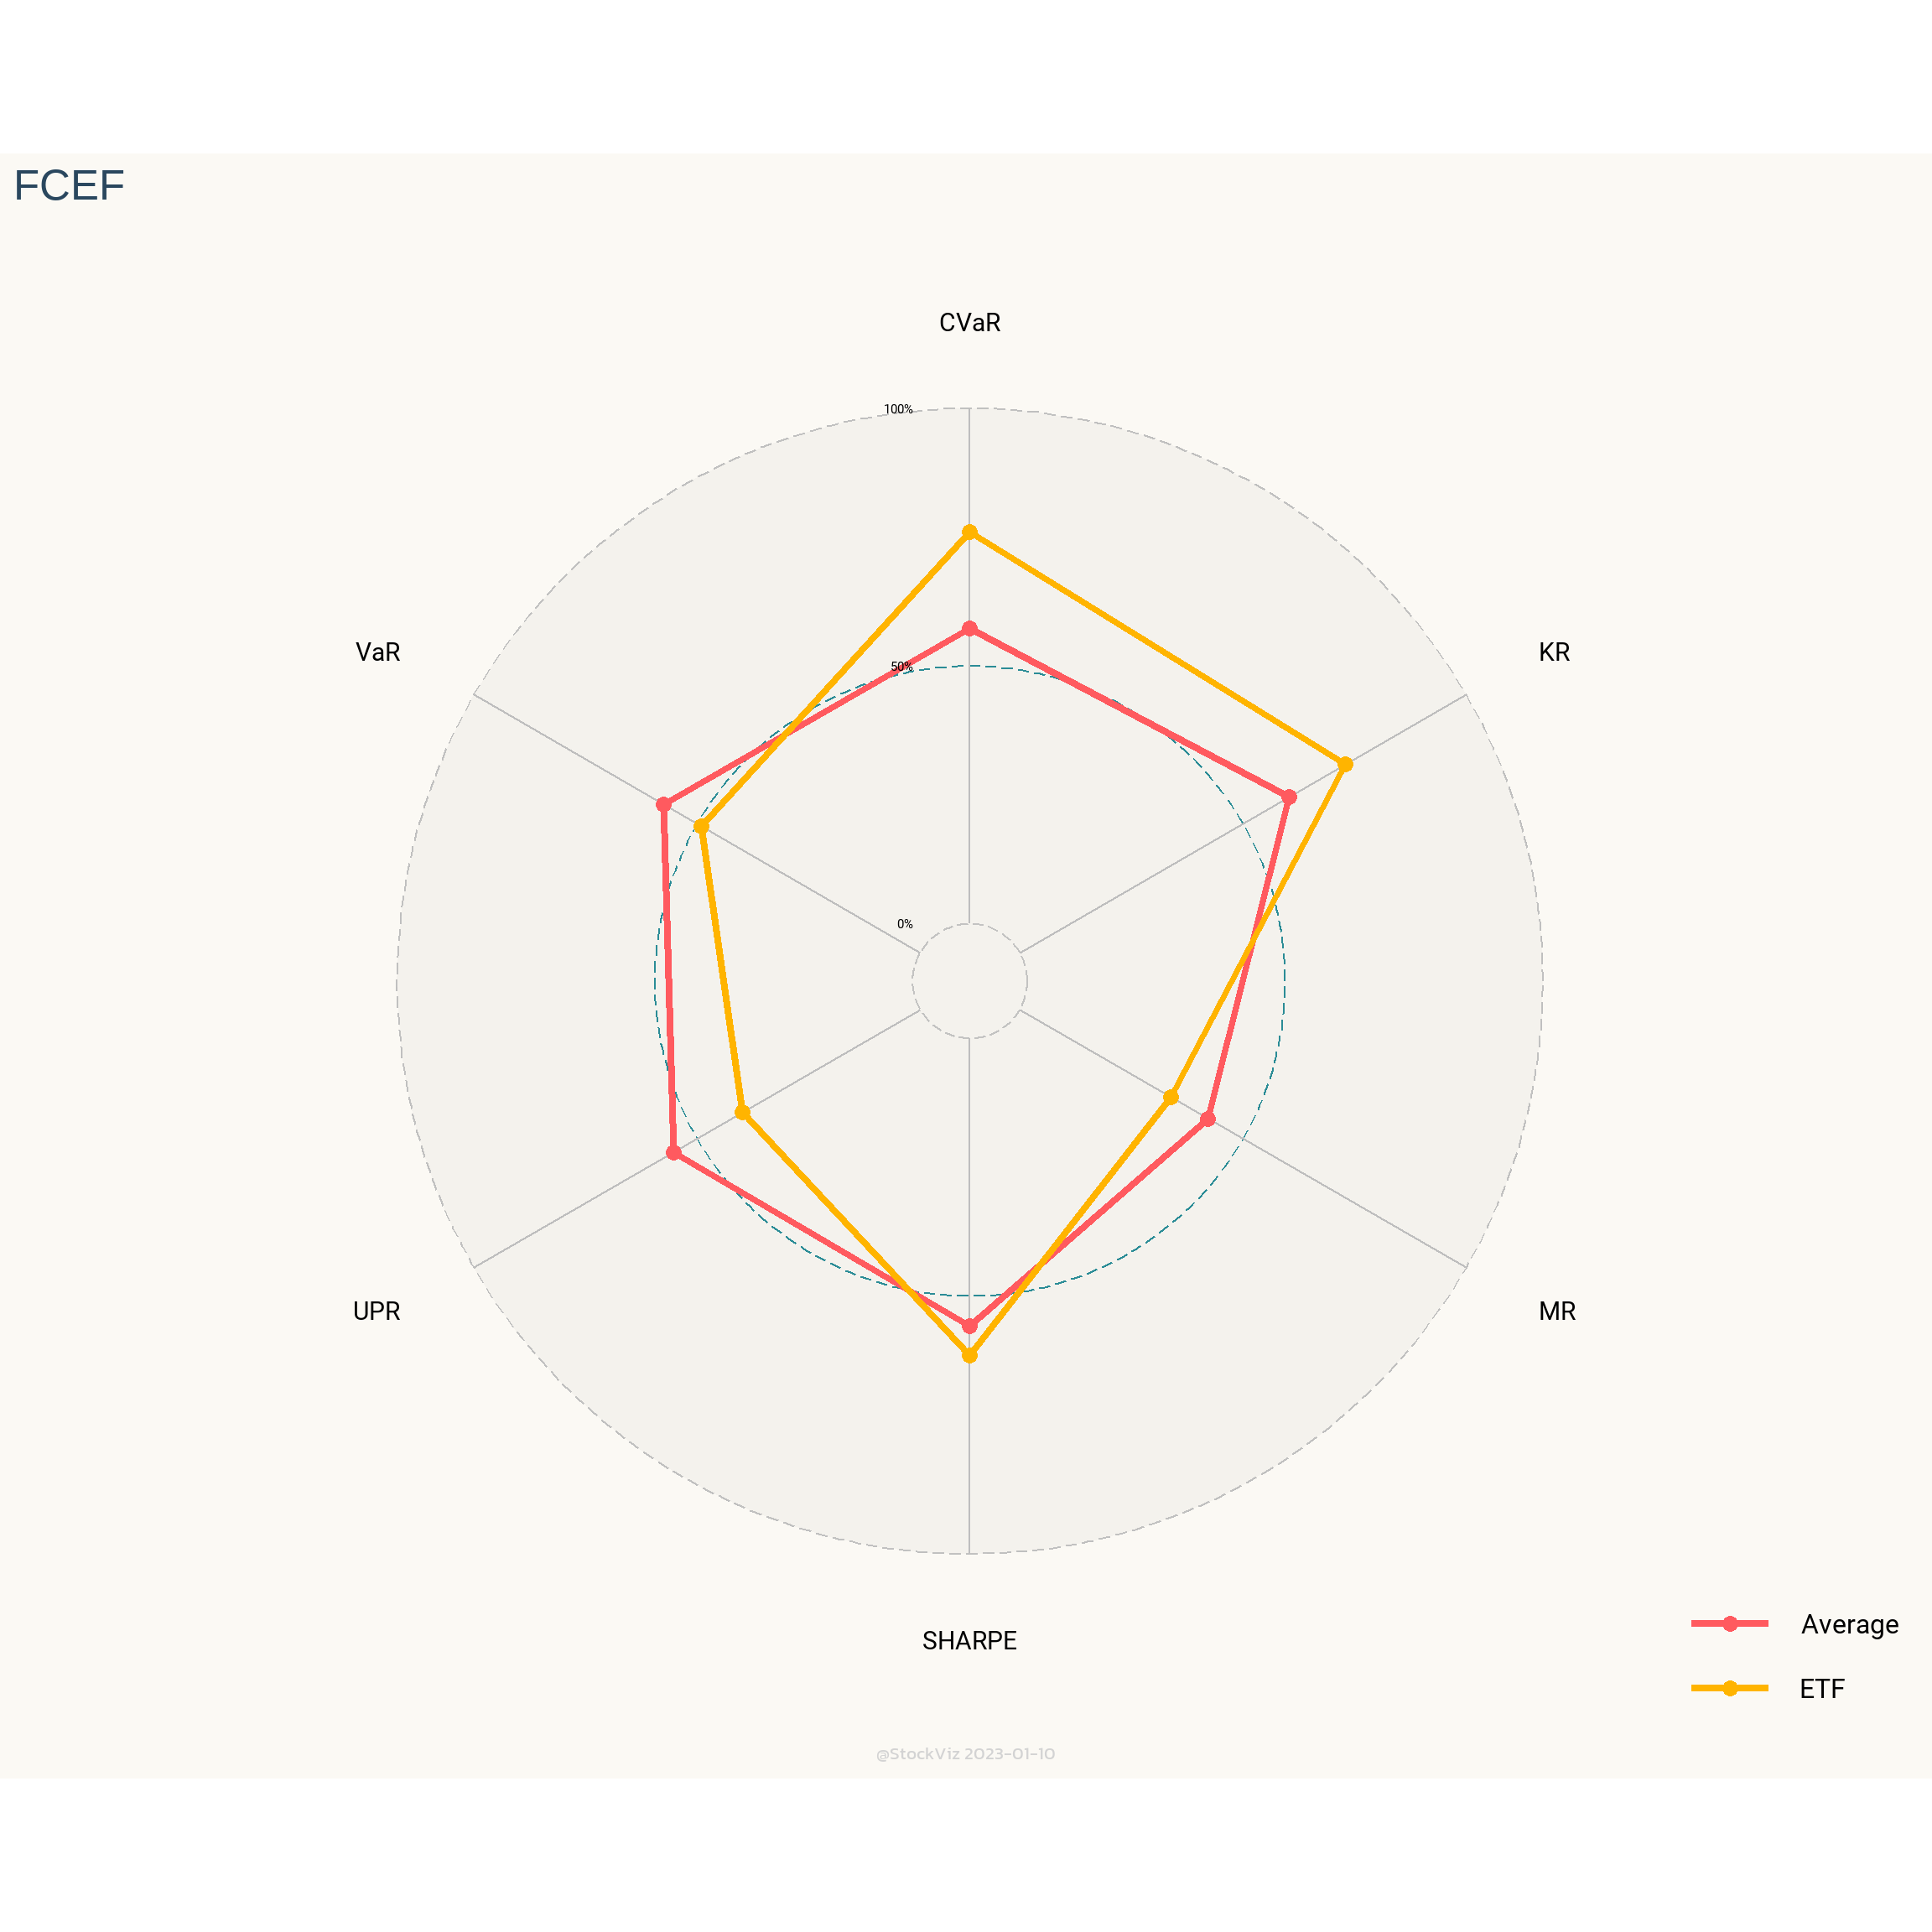 FCEF
CVaR
100%
VaR
KR
50%
0%
UPR
MR
SHARPE
Average
ETF
@StockViz 2023-01-10